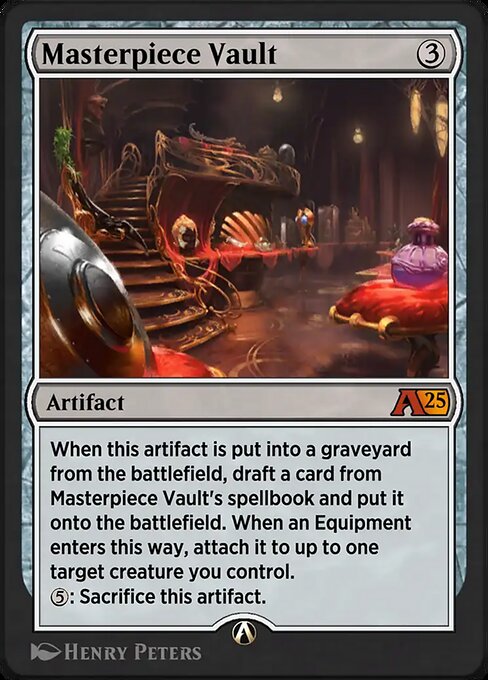 Masterpiece Vault 3
Artifact A25
When this artifact is put into a graveyard
from the battlefield, draft a card from
Masterpiece Vault's spellbook and put it
onto the battlefield. When an Equipment
enters this way, attach it to up to one
target creature you control.
5: Sacrifice this artifact.
Henry Peters